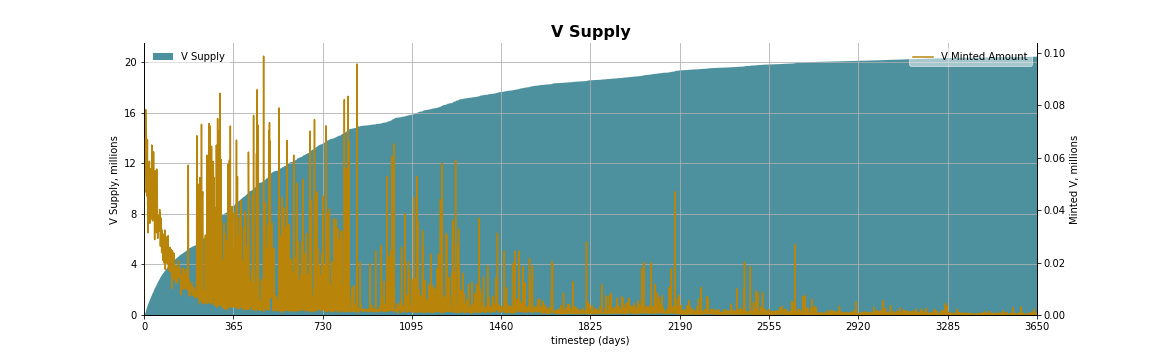 V Supply
V Supply
V Minted Amount
20
16
12
8
4
0
V Supply, millions
0.10
0.08
0.06
0.04
0.02
0.00
Minted V, millions
0 365 730 1095 1460 1825 2190 2555 2920 3285 3650
timestep (days)